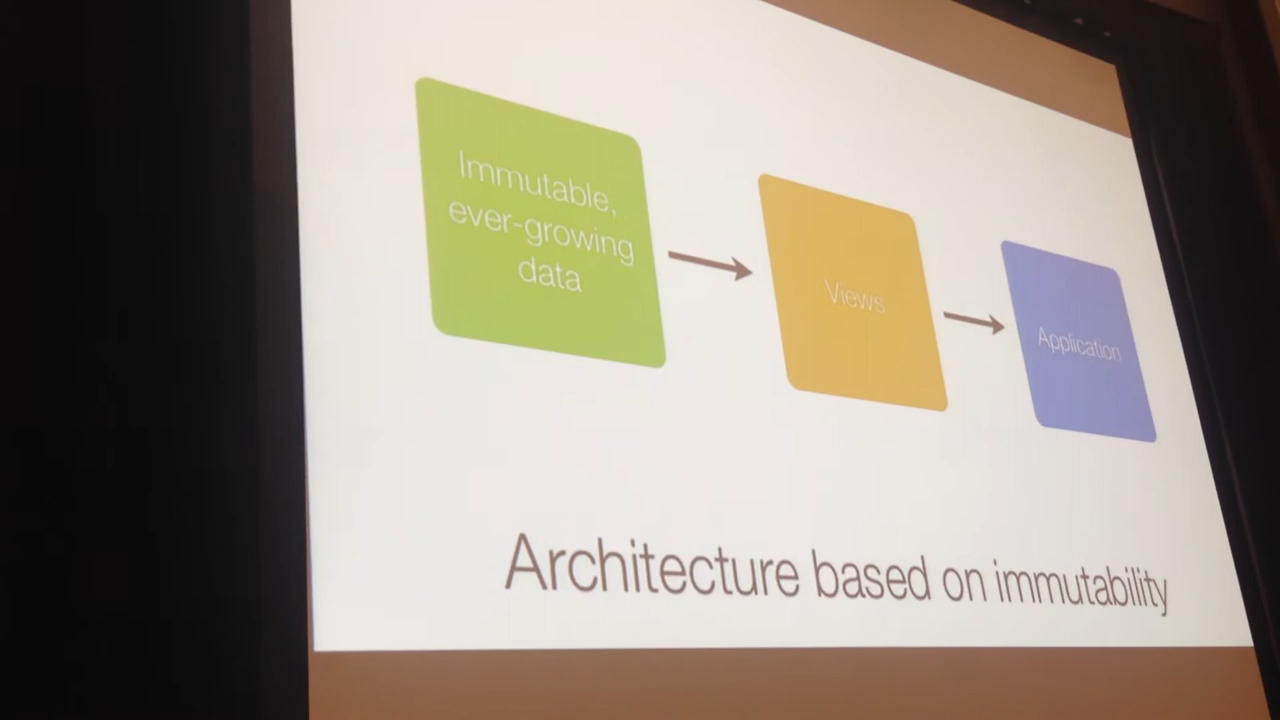 Immutable,
ever-growing
data
Views
Application
Architecture based on immutability